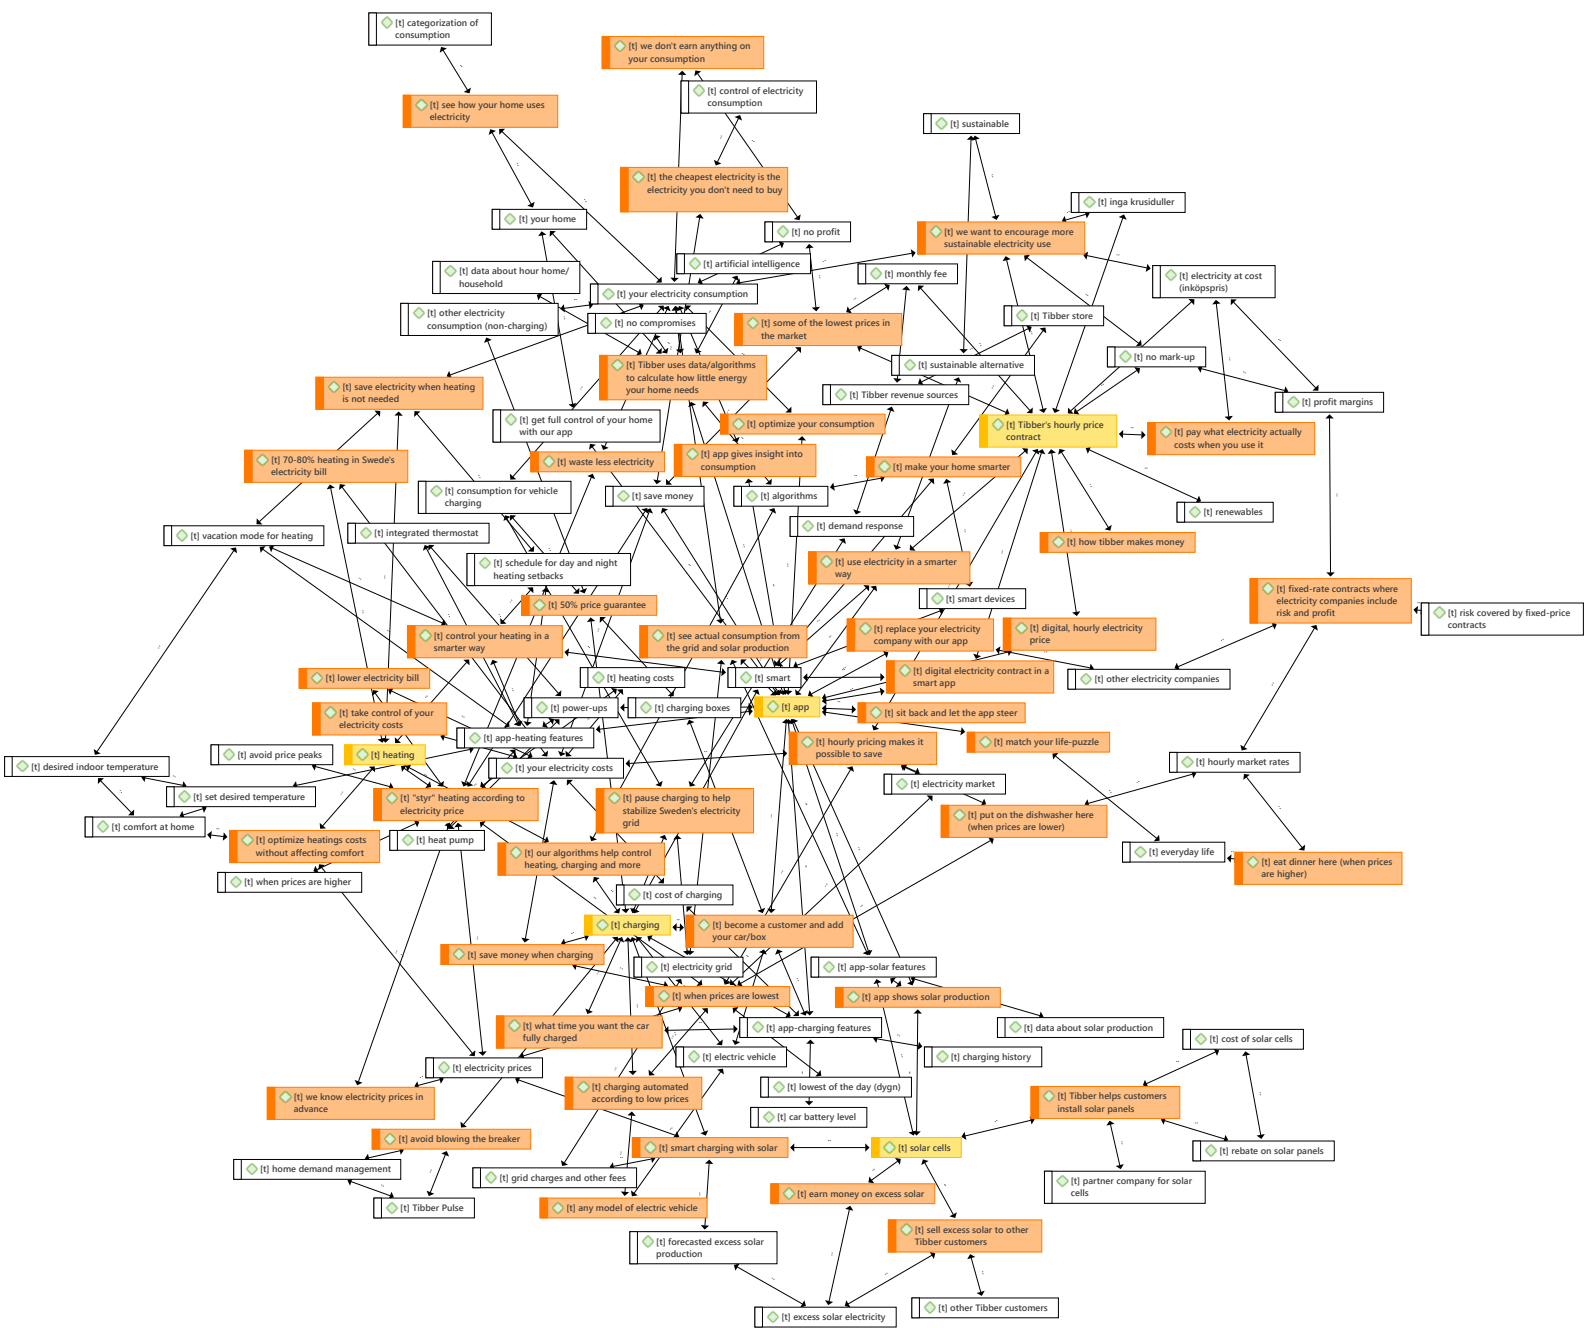 [t] categorization of
consumption
[t] we don't earn anything on
your consumption
[t] control of electricity
consumption
[t] see how your home uses
electricity
[t] sustainable
[t] the cheapest electricity is the
electricity you don't need to buy
[t] inga krusiduller
[t] your home
[t] no profit
[t] we want to encourage more
sustainable electricity use
[t] artificial intelligence
[t] data about hour home/
household
[t] monthly fee
[t] electricity at cost
(inköpspris)
[t] your electricity consumption
[t] other electricity
consumption (non-charging)
[t] no compromises
[t] some of the lowest prices in
the market
[t] Tibber store
[t] no mark-up
[t] Tibber uses data/algorithms
to calculate how little energy
your home needs
[t] sustainable alternative
[t] save electricity when heating
is not needed
[t] Tibber revenue sources
[t] profit margins
[t] get full control of your home
with our app
[t] optimize your consumption
[t] Tibber's hourly price
contract
[t] pay what electricity actually
costs when you use it
[t] 70-80% heating in Swede's
electricity bill
[t] waste less electricity
[t] app gives insight into
consumption
[t] make your home smarter
[t] consumption for vehicle
charging
[t] save money
[t] algorithms
[t] renewables
[t] vacation mode for heating
[t] integrated thermostat
[t] demand response
[t] how tibber makes money
[t] schedule for day and night
heating setbacks
[t] use electricity in a smarter
way
[t] smart devices
[t] fixed-rate contracts where
electricity companies include
risk and profit
[t] risk covered by fixed-price
contracts
[t] 50% price guarantee
[t] control your heating in a
smarter way
[t] see actual consumption from
the grid and solar production
[t] replace your electricity
company with our app
[t] digital, hourly electricity
price
[t] lower electricity bill
[t] heating costs
[t] smart
[t] digital electricity contract in a
smart app
[t] other electricity companies
[t] take control of your
electricity costs
[t] power-ups
[t] charging boxes
[t] app
[t] sit back and let the app steer
[t] app-heating features
[t] hourly pricing makes it
possible to save
[t] match your life-puzzle
[t] avoid price peaks
[t] heating
[t] desired indoor temperature
[t] your electricity costs
[t] hourly market rates
[t] electricity market
[t] set desired temperature
[t] "styr" heating according to
electricity price
[t] pause charging to help
stabilize Sweden's electricity
grid
[t] put on the dishwasher here
(when prices are lower)
[t] comfort at home
[t] optimize heatings costs
without affecting comfort
[t] heat pump
[t] our algorithms help control
heating, charging and more
[t] everyday life
[t] eat dinner here (when prices
are higher)
[t] when prices are higher
[t] cost of charging
[t] charging
[t] become a customer and add
your car/box
[t] save money when charging
[t] electricity grid
[t] app-solar features
[t] when prices are lowest
[t] app shows solar production
[t] what time you want the car
fully charged
[t] app-charging features
[t] data about solar production
[t] cost of solar cells
[t] electricity prices
[t] electric vehicle
[t] charging history
[t] lowest of the day (dygn)
[t] we know electricity prices in
advance
[t] charging automated
according to low prices
[t] car battery level
[t] Tibber helps customers
install solar panels
[t] avoid blowing the breaker
[t] smart charging with solar
[t] solar cells
[t] rebate on solar panels
[t] home demand management
[t] grid charges and other fees
[t] partner company for solar
cells
[t] Tibber Pulse
[t] any model of electric vehicle
[t] earn money on excess solar
[t] sell excess solar to other
Tibber customers
[t] forecasted excess solar
production
[t] other Tibber customers
[t] excess solar electricity